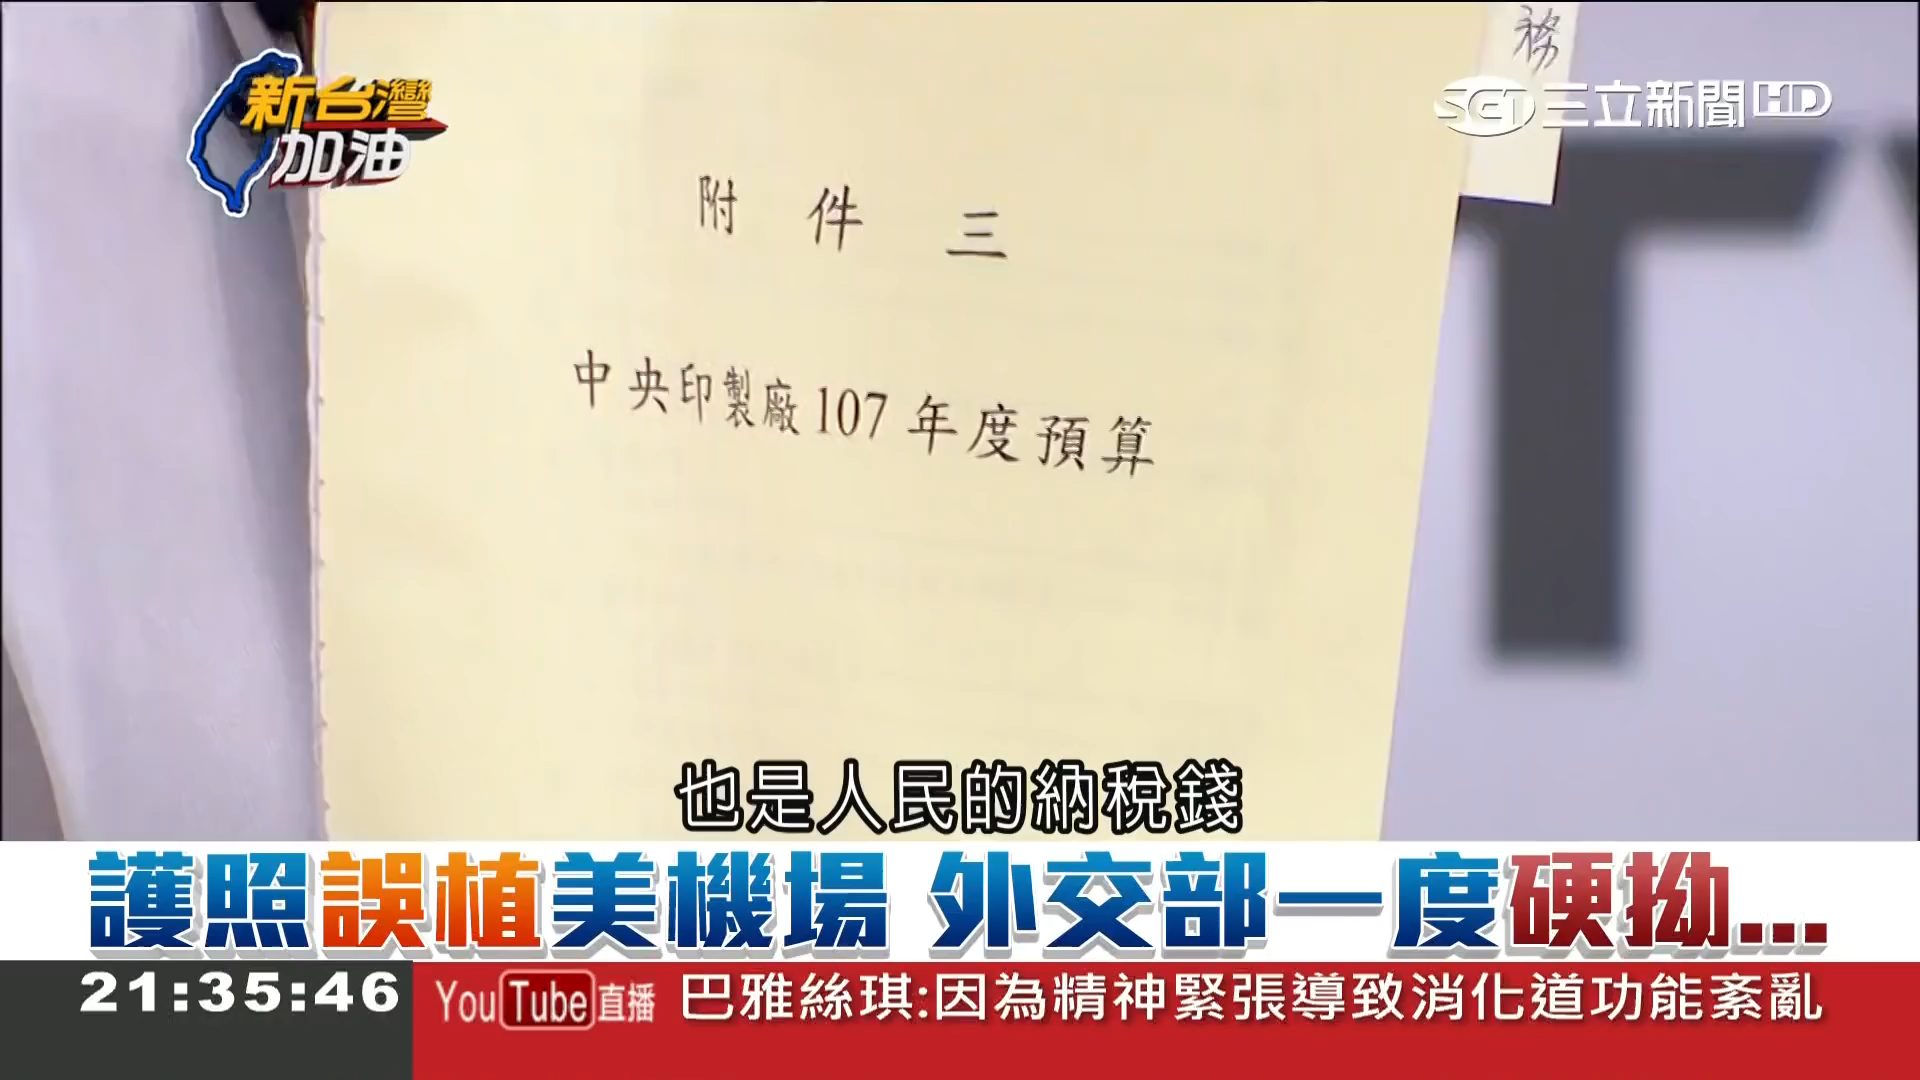 新台灣
加油
務
SET三立新聞HD
附件三
中央印製廠107年度預算
也是人民的納稅錢
護照誤植美機場 外交部一度硬拗...
21:35:46
YouTube直播
巴雅絲琪:因為精神緊張導致消化道功能紊亂